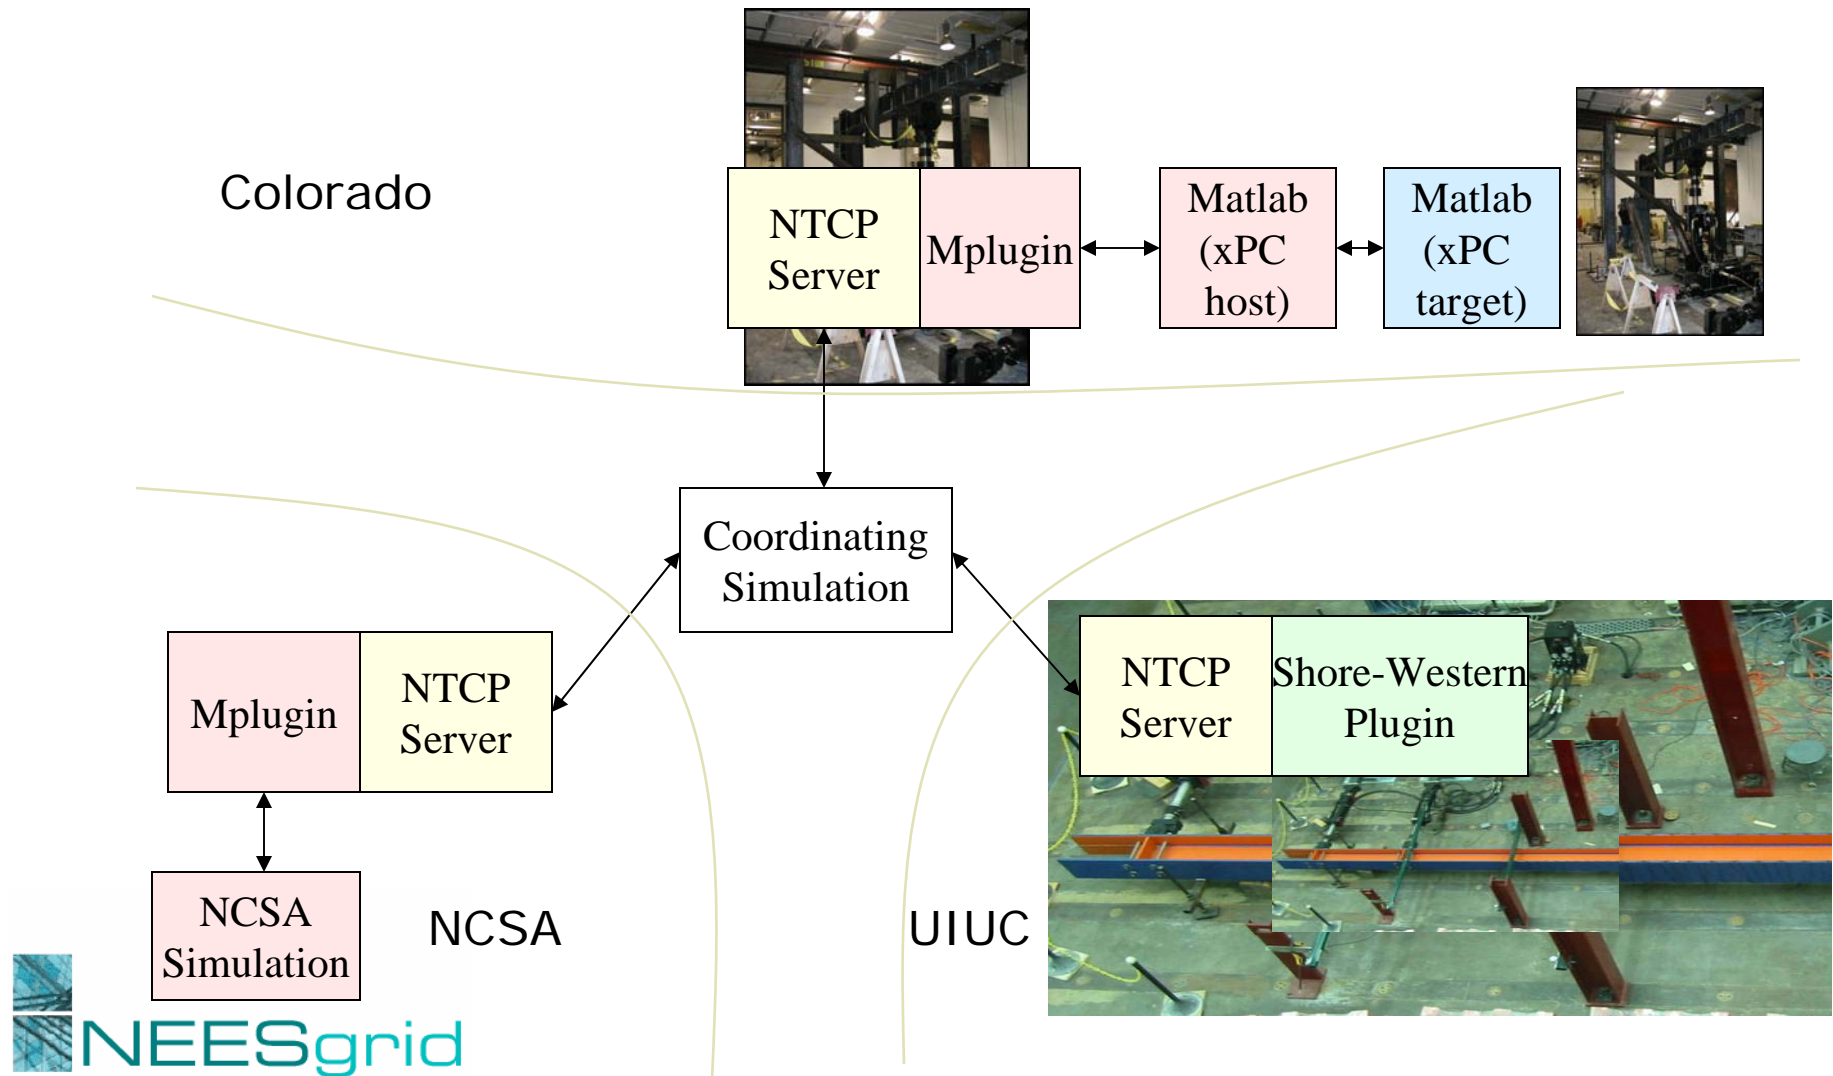 Colorado
NTCP
Server
Mplugin
Matlab
(xPC
host)
Matlab
(xPC
target)
Coordinating
Simulation
Mplugin
NTCP
Server
NTCP
Server
Shore-Western
Plugin
NCSA
Simulation
NCSA
UIUC
NEESgrid